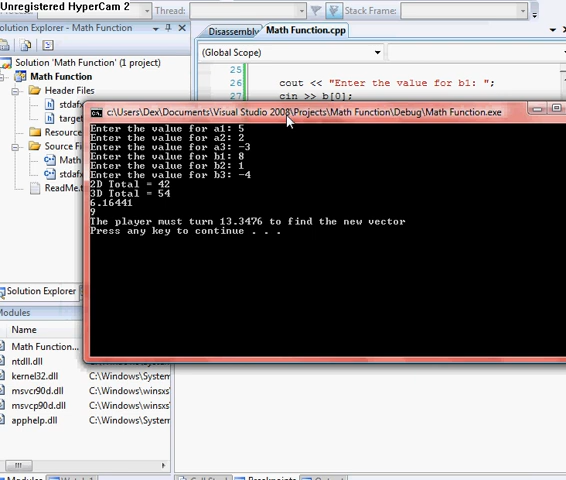 Unregistered HyperCam 2
Thread:
Stack Frame:
Solution Explorer - Math Function
Disassembly
Math Function.cpp
(Global Scope)
Solution 'Math Function' (1 project)
Math Function
Header Files
Resource
Source Fi
Math
ReadMe.t
25
26 cout << "Enter the value for b1: ";
27 cin >> b[0];
c:\Users\Dex\Documents\Visual Studio 2008\Projects\Math Function\Debug\Math Function.exe
Enter the value for a1: 5
Enter the value for a2: 2
Enter the value for a3: -3
Enter the value for b1: 8
Enter the value for b2: 1
Enter the value for b3: -4
2D Total = 42
3D Total = 54
6.16441
9
The player must turn 13.3476 to find the new vector
Press any key to continue . . .
Solution Explorer
Modules
Name
Math Function... C:\Users\Dex\Docu
ntdll.dll C:\Windows\System
kernel32.dll C:\Windows\System
msvcr90d.dll C:\Windows\winsxs
msvcp90d.dll C:\Windows\winsxs
apphelp.dll C:\Windows\System